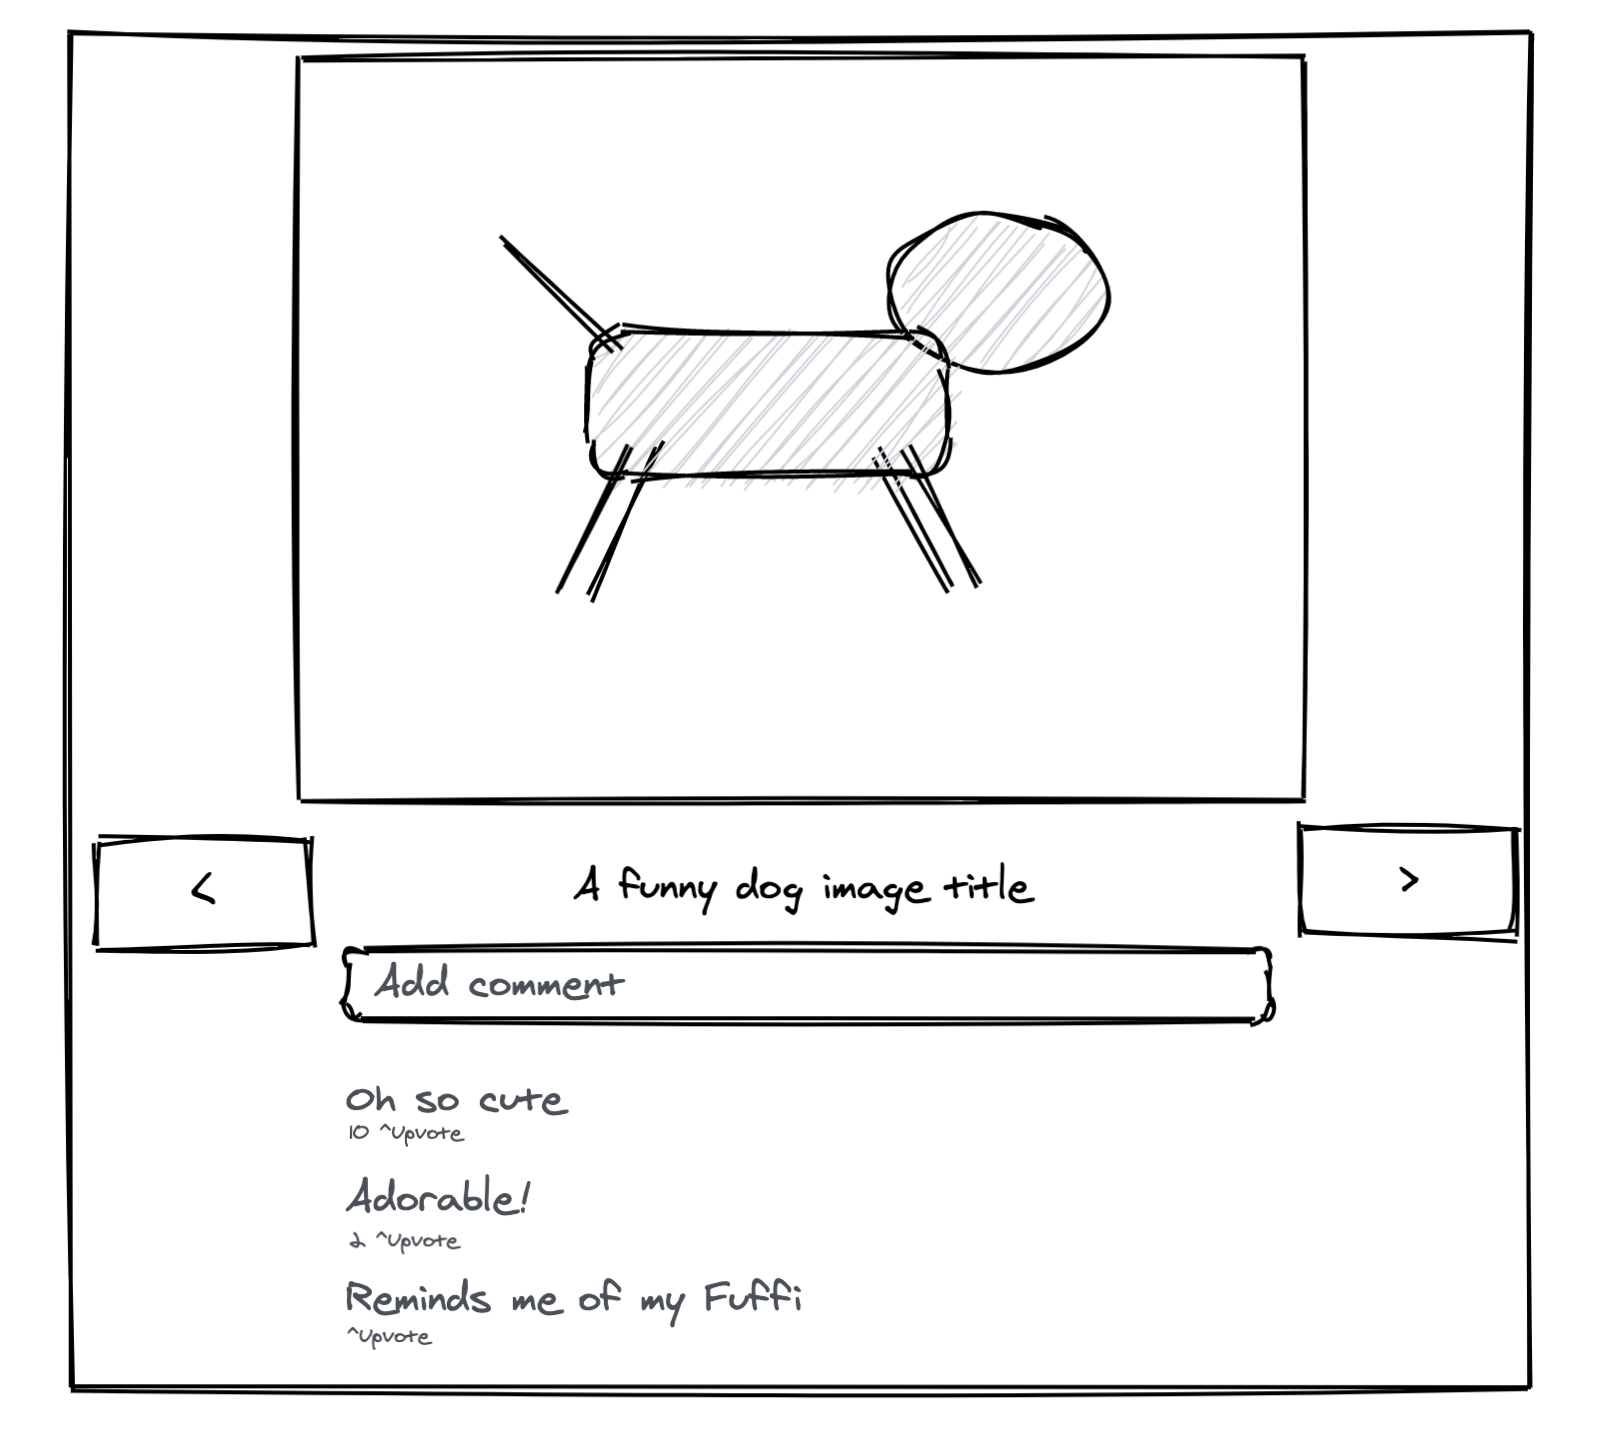 <
A funny dog image title
>
Add comment
Oh so cute
10 ^Upvote
Adorable!
2 ^Upvote
Reminds me of my Fuffi
^Upvote